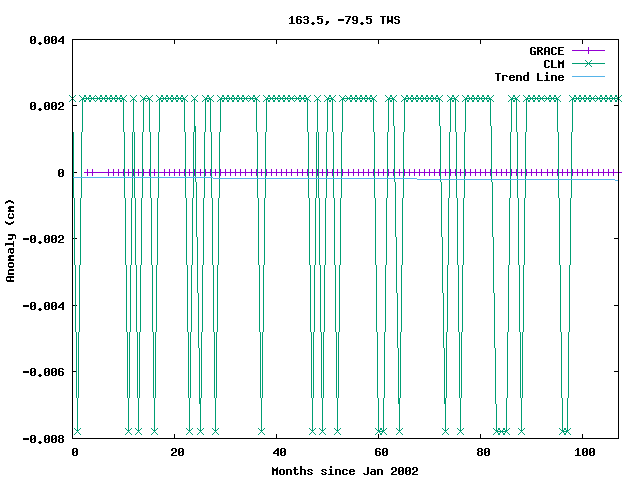 163.5, -79.5 TWS
GRACE
CLM
Trend Line
0.004
0.002
0
-0.002
-0.004
-0.006
-0.008
Anomaly (cm)
0 20 40 60 80 100
Months since Jan 2002